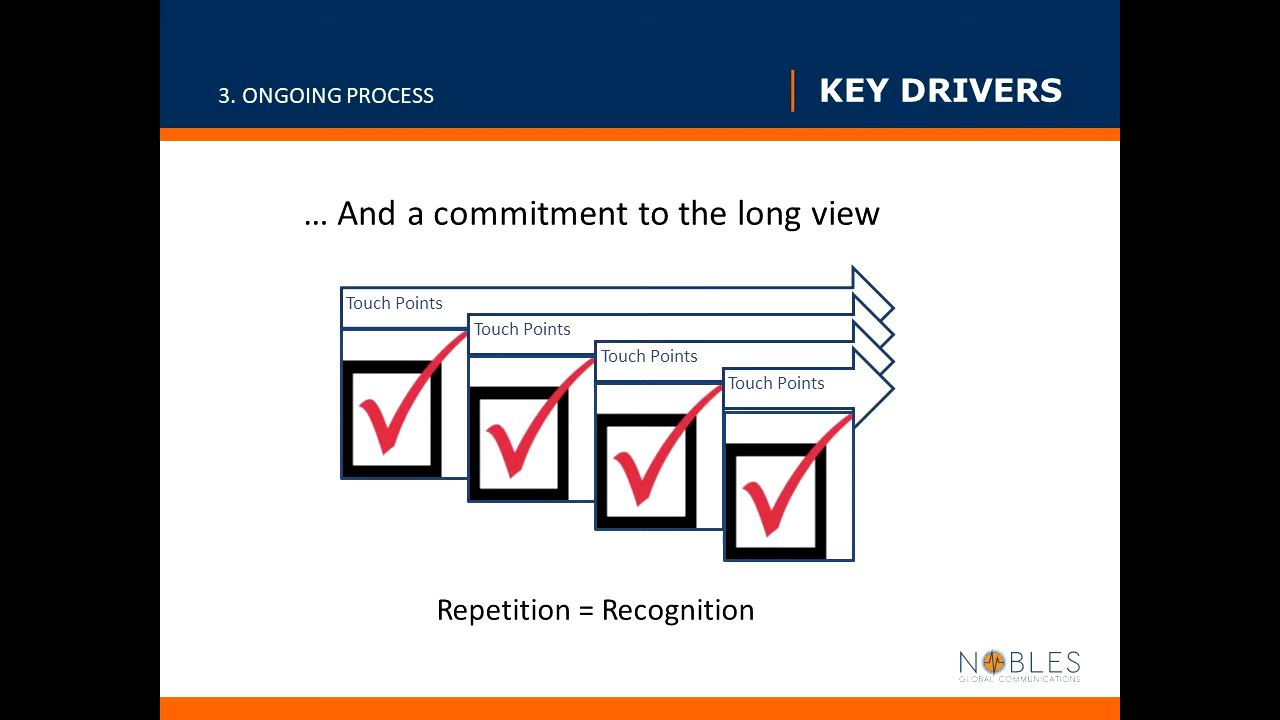 3. ONGOING PROCESS
KEY DRIVERS
... And a commitment to the long view
Touch Points
Touch Points
Touch Points
Touch Points
Repetition = Recognition
NOBLES
GLOBAL COMMUNICATIONS